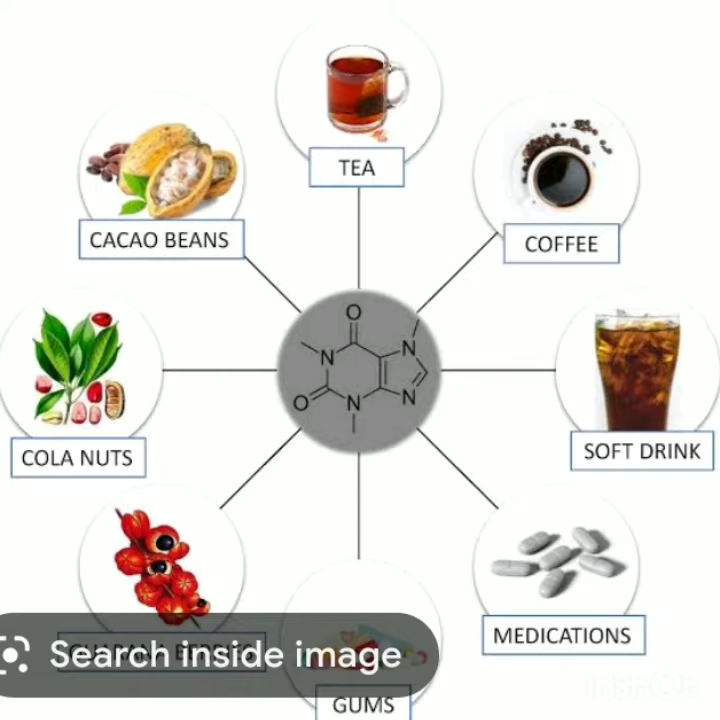 TEA
CACAO BEANS
COFFEE
O
N
N
O
N
N
COLA NUTS
SOFT DRINK
MEDICATIONS
Search inside image
GUMS